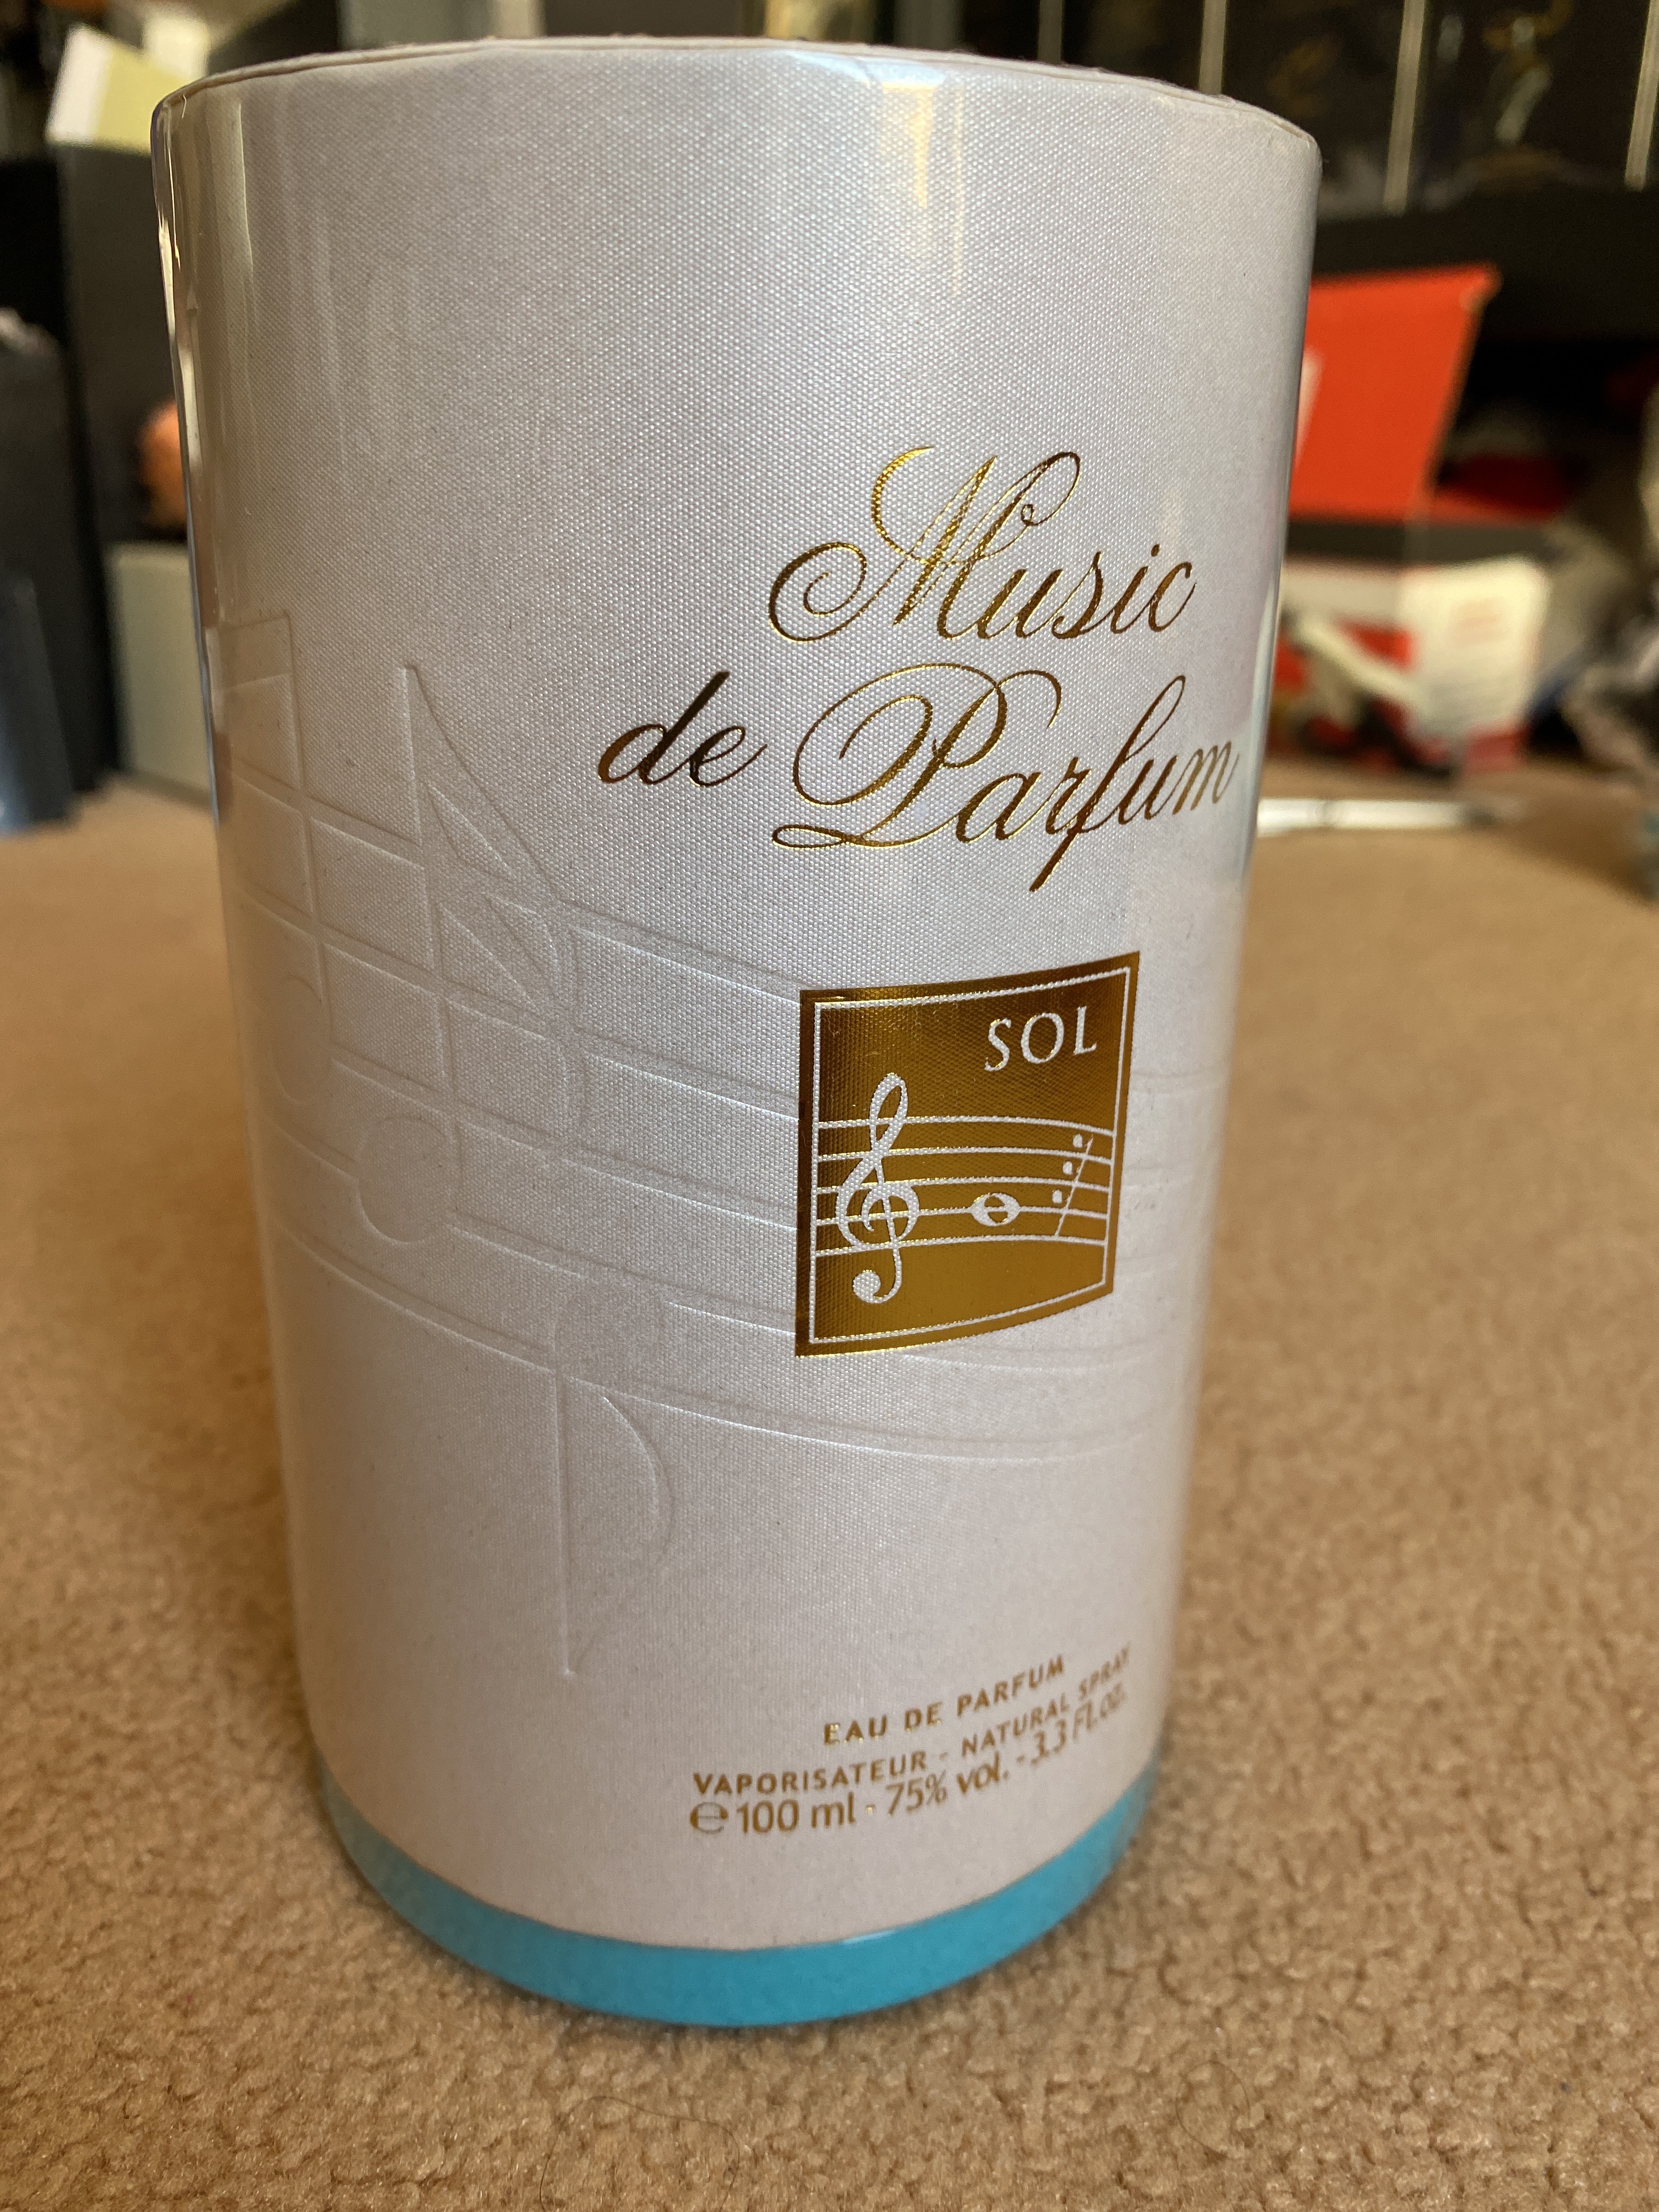 Music
de Parfum
SOL
EAU DE PARFUM
VAPORISATEUR - NATURAL SPRAY
℮ 100 ml - 75% vol. - 3.3 FL.OZ.